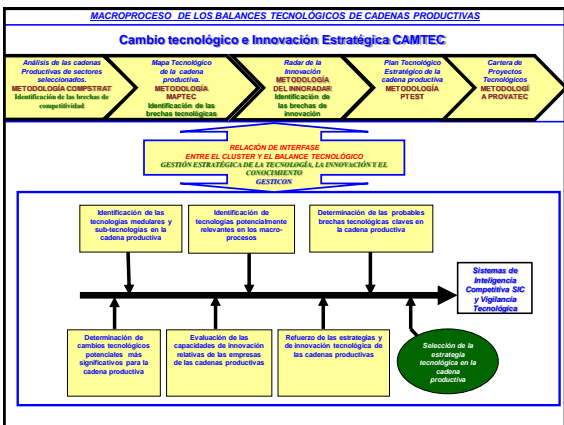 MACROPROCESO DE LOS BALANCES TECNOLÓGICOS DE CADENAS PRODUCTIVAS
Cambio tecnológico e Innovación Estratégica CAMTEC
Análisis de las cadenas
Productivas de sectores
seleccionados.
METODOLOGÍA COMPSTRAT
Identificación de las brechas de
competitividad
Mapa Tecnológico
de la cadena
productiva.
METODOLOGÍA
MAPTEC
Identificación de las
brechas tecnológicas
Radar de la
Innovación
METODOLOGÍA
DEL INNORADAR
Identificación de
las brechas de
innovación
Plan Tecnológico
Estratégico de la
cadena productiva
METODOLOGÍA
PTEST
Cartera de
Proyectos
Tecnológicos
METODOLOGÍ
A PROVATEC
RELACIÓN DE INTERFASE
ENTRE EL CLUSTER Y EL BALANCE TECNOLÓGICO
GESTIÓN ESTRATÉGICA DE LA TECNOLOGÍA, LA INNOVACIÓN Y EL
CONOCIMIENTO
GESTICON
Identificación de las
tecnologías medulares y
sub-tecnologías en la
cadena productiva
Identificación de
tecnologías potencialmente
relevantes en los macro-
procesos
Determinación de las probables
brechas tecnológicas claves en
la cadena productiva
Sistemas de
Inteligencia
Competitiva SIC
y Vigilancia
Tecnológica
Determinación de
cambios tecnológicos
potenciales más
significativos para la
cadena productiva
Evaluación de las
capacidades de innovación
relativas de las empresas
de las cadenas productivas
Refuerzo de las estrategias y
de innovación tecnológica de
las cadenas productivas
Selección de la
estrategia
tecnológica en la
cadena
productiva